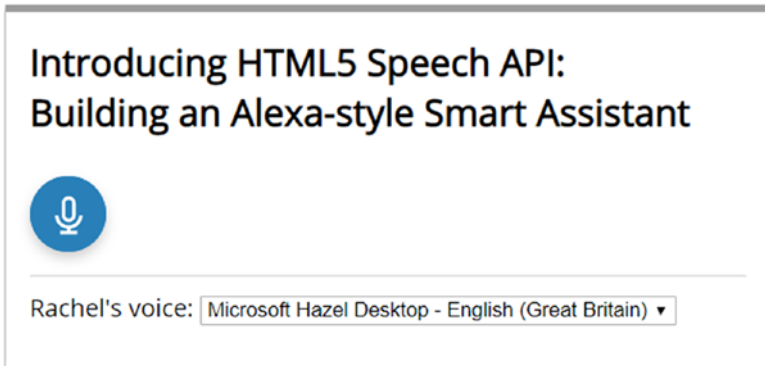 Introducing HTML5 Speech API:
Building an Alexa-style Smart Assistant
Rachel's voice: Microsoft Hazel Desktop - English (Great Britain)